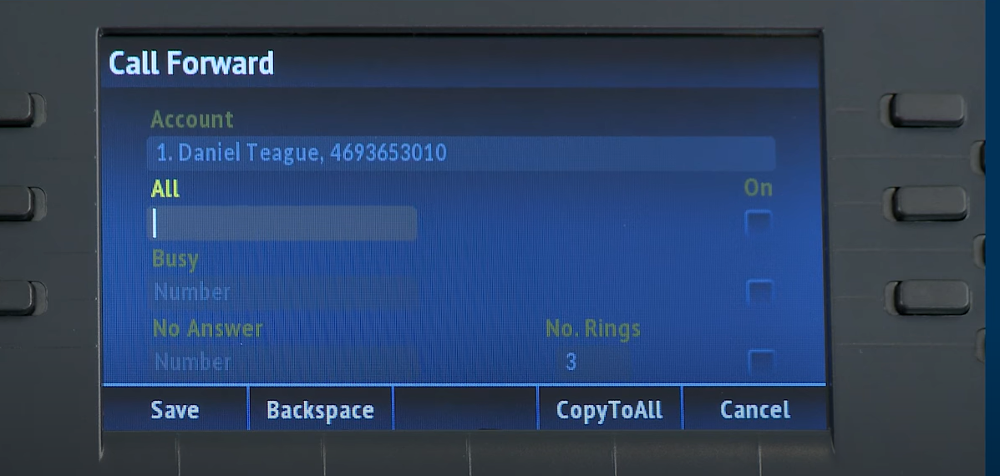 Call Forward
Account
1. Daniel Teague, 4693653010
All On
Busy
Number
No Answer No. Rings
Number 3
Save Backspace CopyToAll Cancel